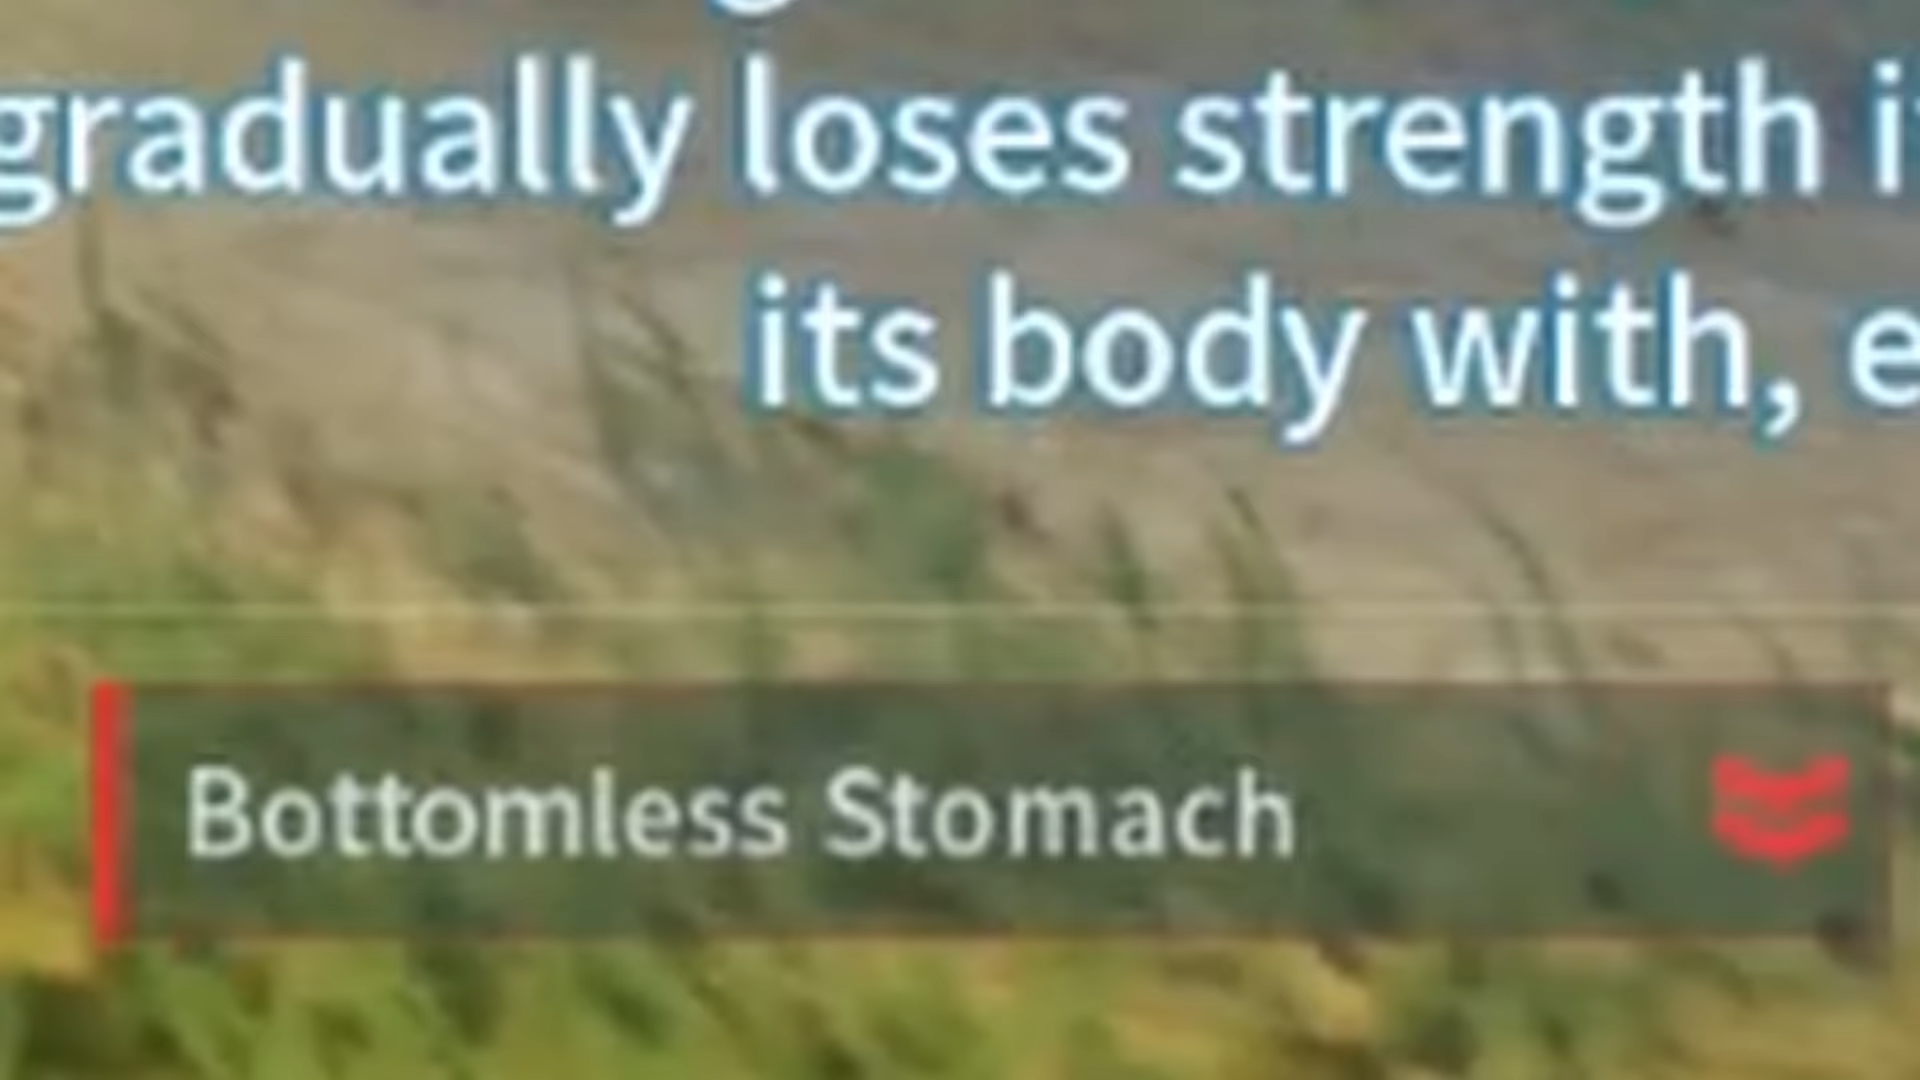 gradually loses strength
its body with,
Bottomless Stomach